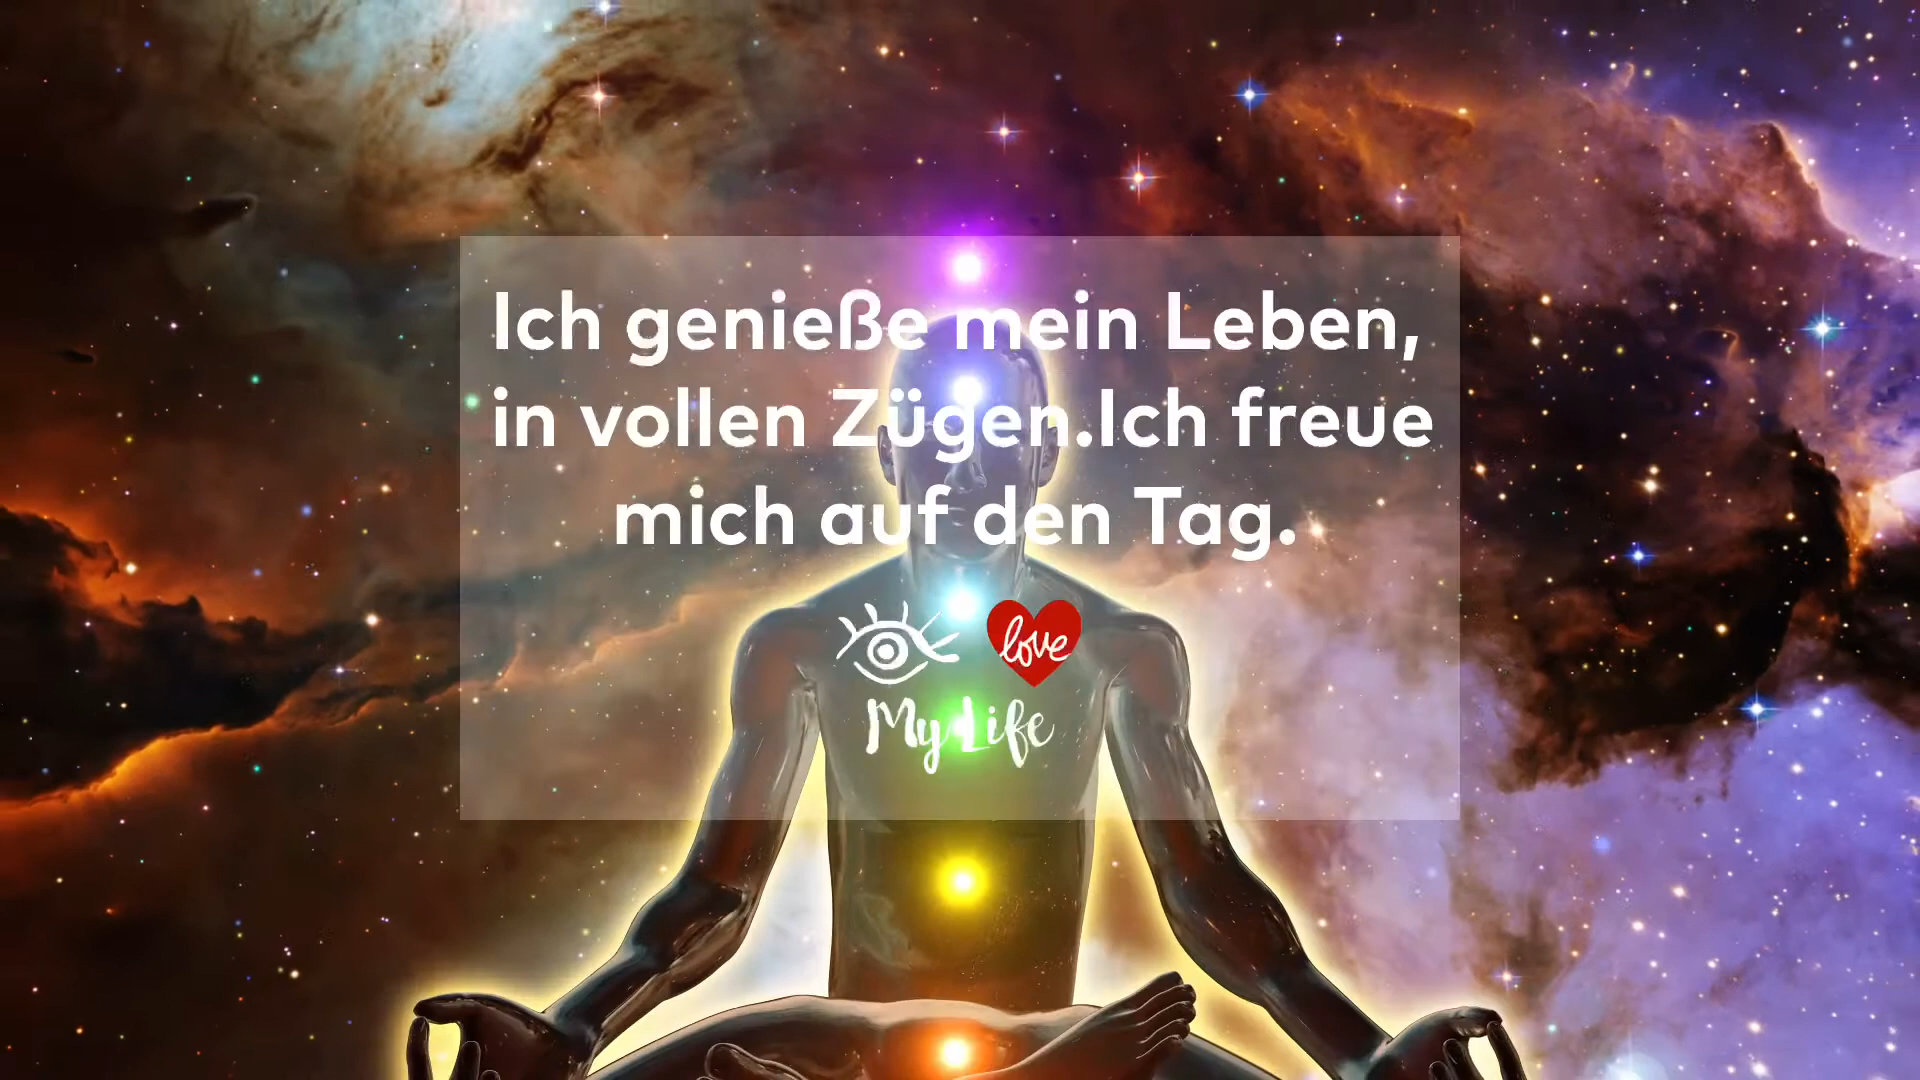 Ich genieße mein Leben,
in vollen Zügen.Ich freue
mich auf den Tag.
love
My Life